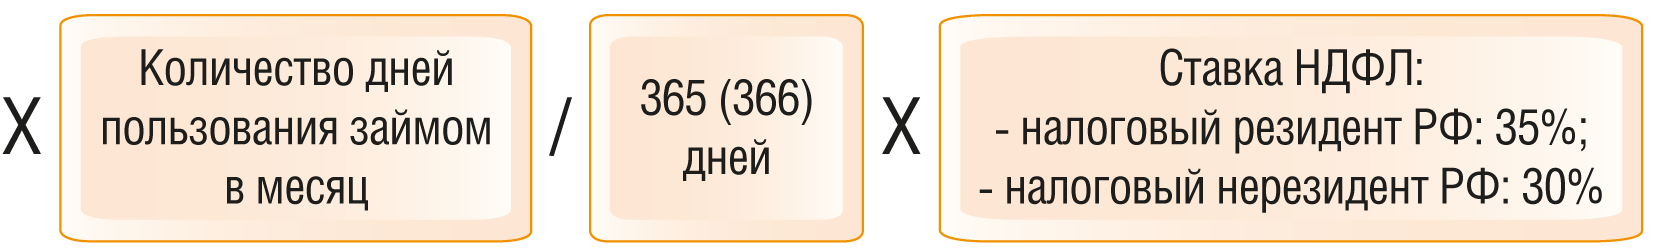 X
Количество дней
пользования займом
в месяц
/
365 (366)
дней
X
Ставка НДФЛ:
- налоговый резидент РФ: 35%;
- налоговый нерезидент РФ: 30%